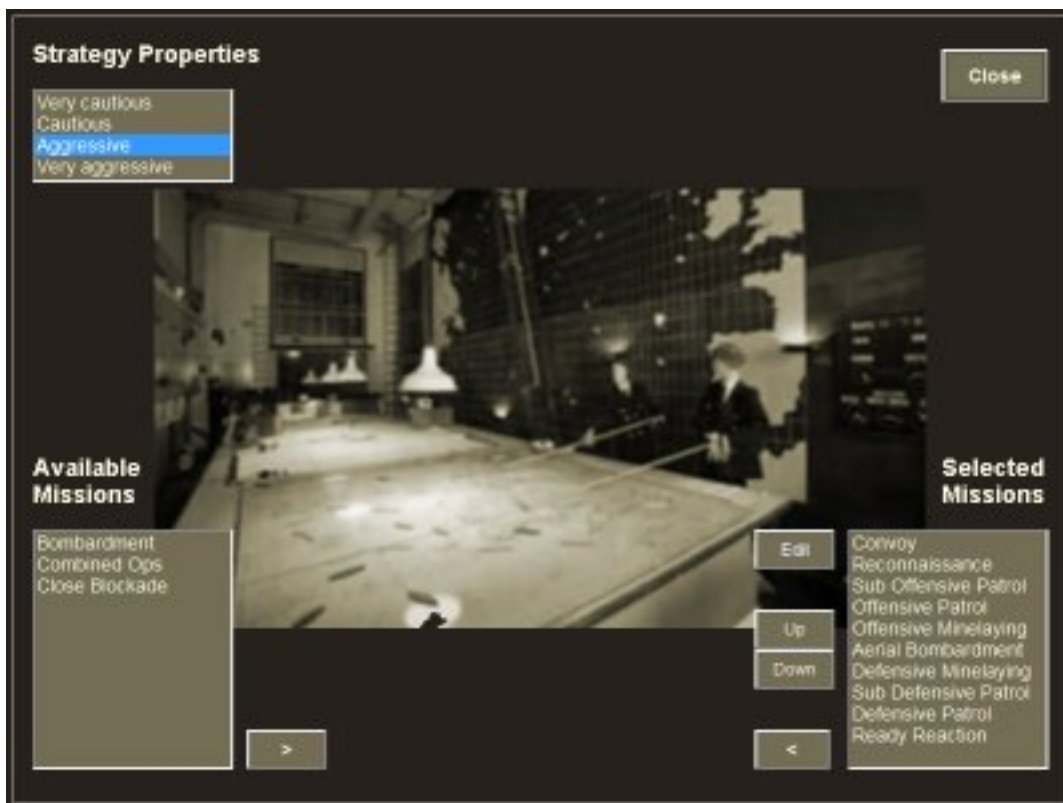 Strategy Properties
Close
Very cautious
Cautious
Aggressive
Very aggressive
Available
Missions
Selected
Missions
Bombardment
Combined Ops
Close Blockade
Edit
Up
Down
>
<
Convoy
Reconnaissance
Sub Offensive Patrol
Offensive Patrol
Offensive Minelaying
Aerial Bombardment
Defensive Minelaying
Sub Defensive Patrol
Defensive Patrol
Ready Reaction